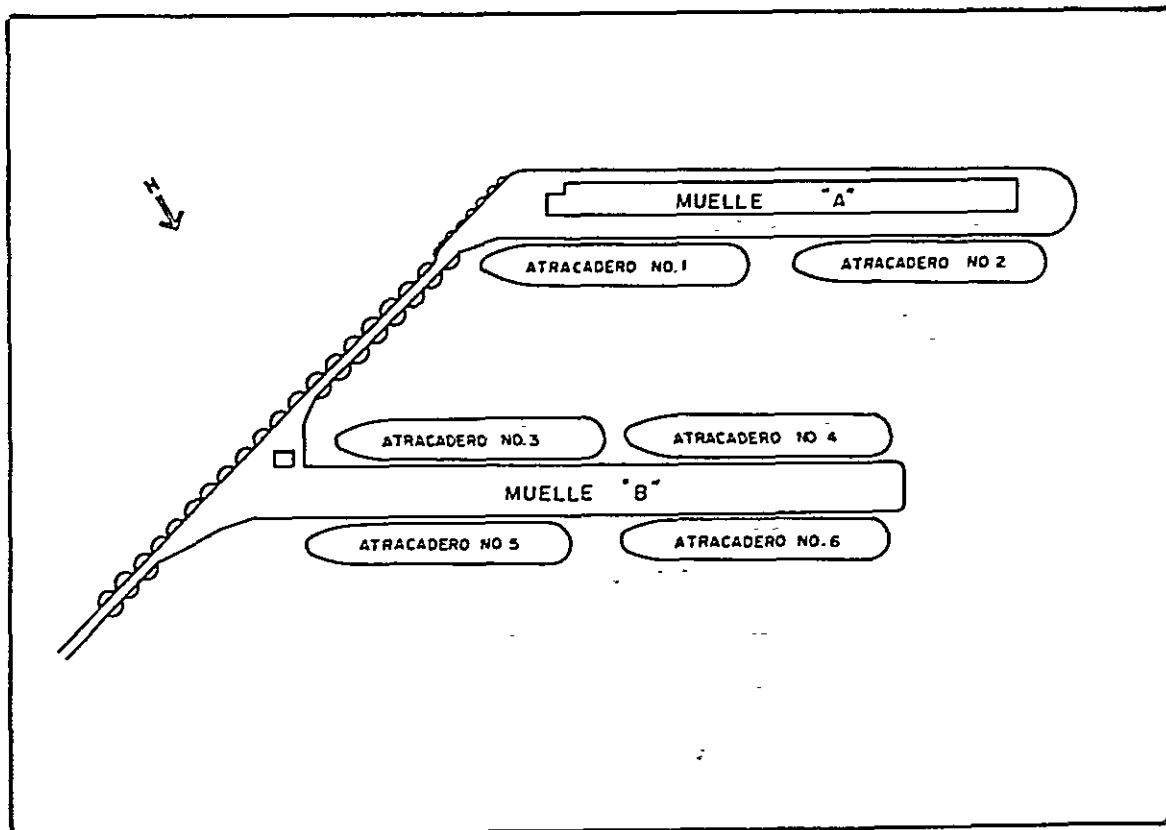 N
MUELLE "A"
ATRACADERO NO.1
ATRACADERO NO 2
ATRACADERO NO.3
ATRACADERO NO 4
MUELLE "B"
ATRACADERO NO 5
ATRACADERO NO.6